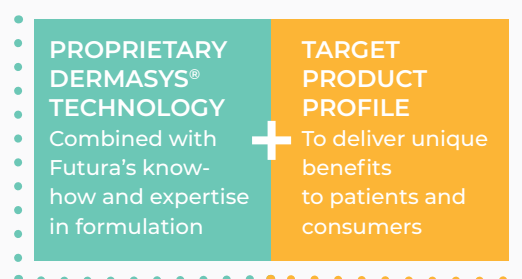 PROPRIETARY
DERMASYS®
TECHNOLOGY
Combined with
Futura's know-
how and expertise
in formulation
+
TARGET
PRODUCT
PROFILE
To deliver unique
benefits
to patients and
consumers